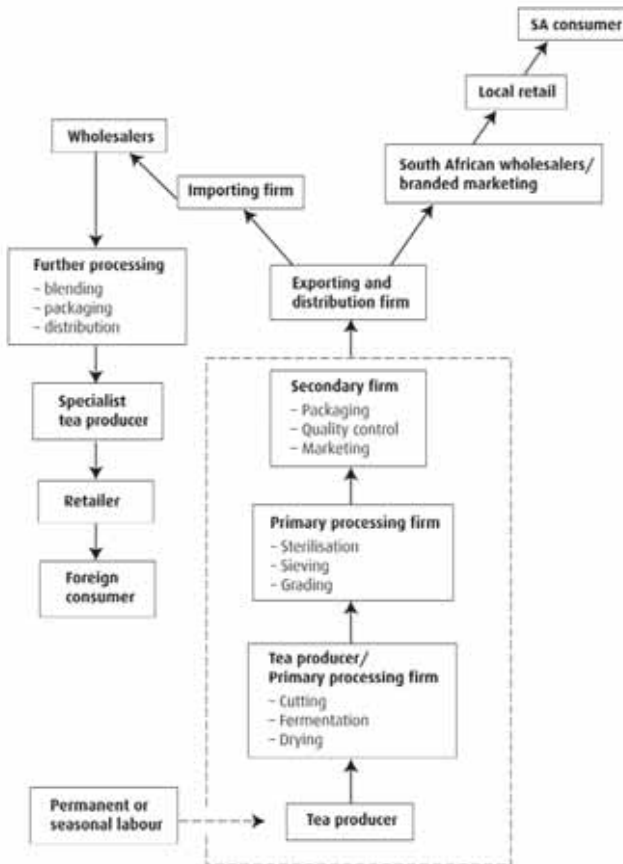 SA consumer
Local retail
Wholesalers
South African wholesalers/
branded marketing
Importing firm
Further processing
– blending
– packaging
– distribution
Exporting and
distribution firm
Specialist
tea producer
Secondary firm
– Packaging
– Quality control
– Marketing
Retailer
Primary processing firm
– Sterilisation
– Sieving
– Grading
Foreign
consumer
Tea producer/
Primary processing firm
– Cutting
– Fermentation
– Drying
Permanent or
seasonal labour
Tea producer